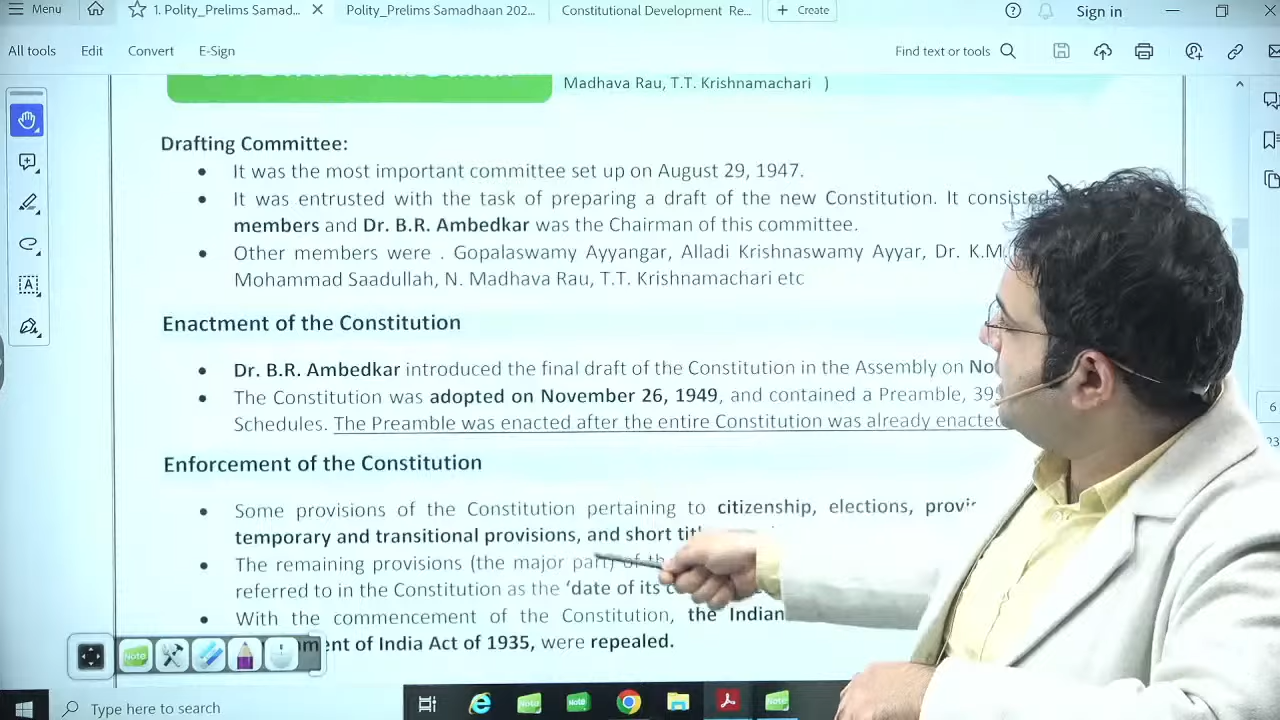 Menu
1. Polity_Prelims Samad...
Polity_Prelims Samadhaan 202...
Constitutional Development Re...
+ Create
Sign in
All tools
Edit
Convert
E-Sign
Find text or tools
Madhava Rau, T.T. Krishnamachari )
Drafting Committee:
• It was the most important committee set up on August 29, 1947.
• It was entrusted with the task of preparing a draft of the new Constitution. It consisted
members and Dr. B.R. Ambedkar was the Chairman of this committee.
• Other members were . Gopalaswamy Ayyangar, Alladi Krishnaswamy Ayyar, Dr. K.M.
Mohammad Saadullah, N. Madhava Rau, T.T. Krishnamachari etc
Enactment of the Constitution
• Dr. B.R. Ambedkar introduced the final draft of the Constitution in the Assembly on
• The Constitution was adopted on November 26, 1949, and contained a Preamble,
Schedules. The Preamble was enacted after the entire Constitution was already enacted
Enforcement of the Constitution
• Some provisions of the Constitution pertaining to citizenship, elections,
temporary and transitional provisions, and short
• The remaining provisions (the major part) of
referred to in the Constitution as the ‘date of its
• With the commencement of the Constitution, the Indian
of India Act of 1935, were repealed.
6
Note
Type here to search
Note
Note
Note